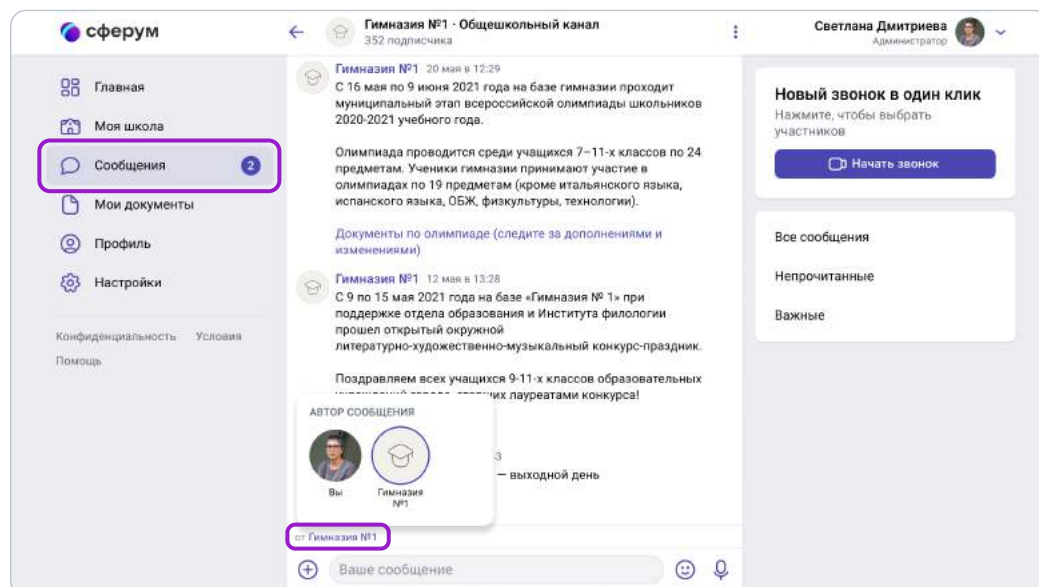 сферум
Главная
Моя школа
Сообщения 2
Мои документы
Профиль
Настройки
Конфиденциальность Условия
Помощь
Гимназия №1 · Общешкольный канал
352 подписчика
Гимназия №1 20 мая в 12:29
С 16 мая по 9 июня 2021 года на базе гимназии проходит
муниципальный этап всероссийской олимпиады школьников
2020-2021 учебного года.
Олимпиада проводится среди учащихся 7–11-х классов по 24
предметам. Ученики гимназии принимают участие в
олимпиадах по 19 предметам (кроме итальянского языка,
испанского языка, ОБЖ, физкультуры, технологии).
Документы по олимпиаде (следите за дополнениями и
изменениями)
Гимназия №1 12 мая в 13:28
С 9 по 15 мая 2021 года на базе «Гимназия № 1» при
поддержке отдела образования и Института филологии
прошел открытый окружной
литературно-художественно-музыкальный конкурс-праздник.
Поздравляем всех учащихся 9-11-х классов образовательных
лауреатами конкурса!
АВТОР СООБЩЕНИЯ
Вы
Гимназия
№1
3
— выходной день
от Гимназия №1
Ваше сообщение
Светлана Дмитриева
Администратор
Новый звонок в один клик
Нажмите, чтобы выбрать
участников
Начать звонок
Все сообщения
Непрочитанные
Важные